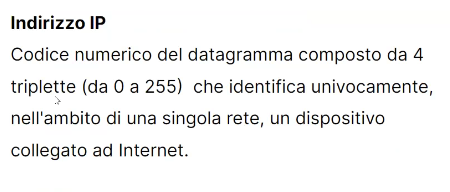 Indirizzo IP
Codice numerico del datagramma composto da 4
triplette (da 0 a 255)  che identifica univocamente,
nell'ambito di una singola rete, un dispositivo
collegato ad Internet.